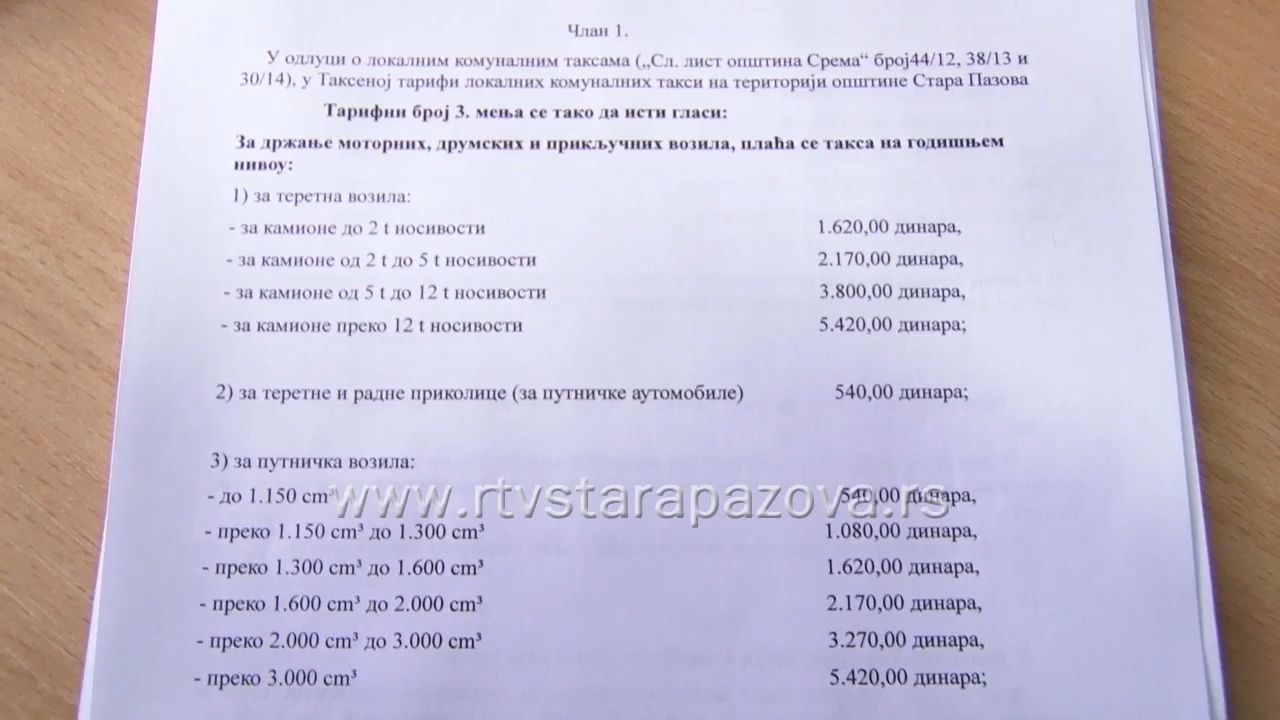 Члан 1.
У одлуци о локалним комуналним таксама („Сл. лист општина Срема“ број44/12, 38/13 и
30/14), у Таксеној тарифи локалних комуналних такси на територији општине Стара Пазова
Тарифни број 3. мења се тако да исти гласи:
За држање моторних, друмских и прикључних возила, плаћа се такса на годишњем
нивоу:
1) за теретна возила:
- за камионе до 2 t носивости 1.620,00 динара,
- за камионе од 2 t до 5 t носивости 2.170,00 динара,
- за камионе од 5 t до 12 t носивости 3.800,00 динара,
- за камионе преко 12 t носивости 5.420,00 динара;
2) за теретне и радне приколице (за путничке аутомобиле) 540,00 динара;
3) за путничка возила:
- до 1.150 cm³ 540,00 динара,
www.rtvstarapazova.rs
- преко 1.150 cm³ до 1.300 cm³ 1.080,00 динара,
- преко 1.300 cm³ до 1.600 cm³ 1.620,00 динара,
- преко 1.600 cm³ до 2.000 cm³ 2.170,00 динара,
- преко 2.000 cm³ до 3.000 cm³ 3.270,00 динара,
- преко 3.000 cm³ 5.420,00 динара;